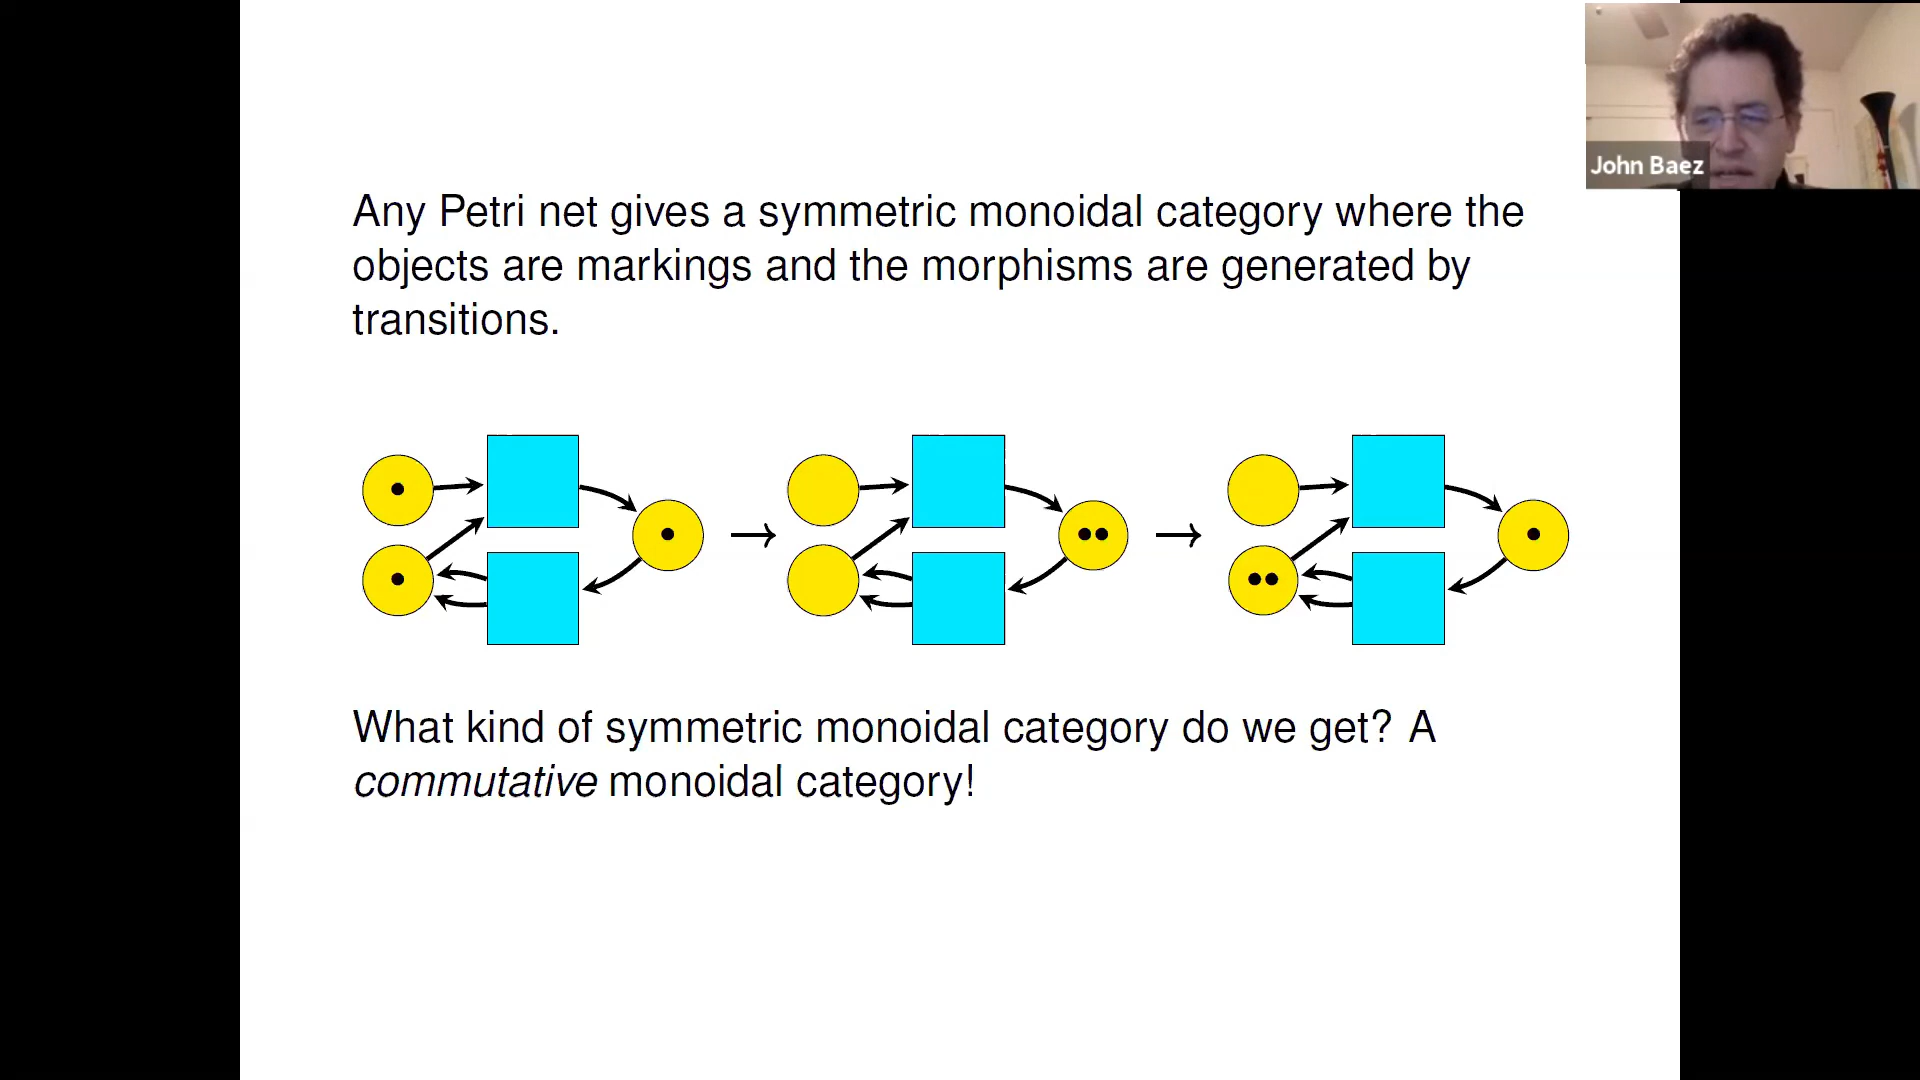 John Baez
Any Petri net gives a symmetric monoidal category where the
objects are markings and the morphisms are generated by
transitions.
What kind of symmetric monoidal category do we get? A
commutative monoidal category!